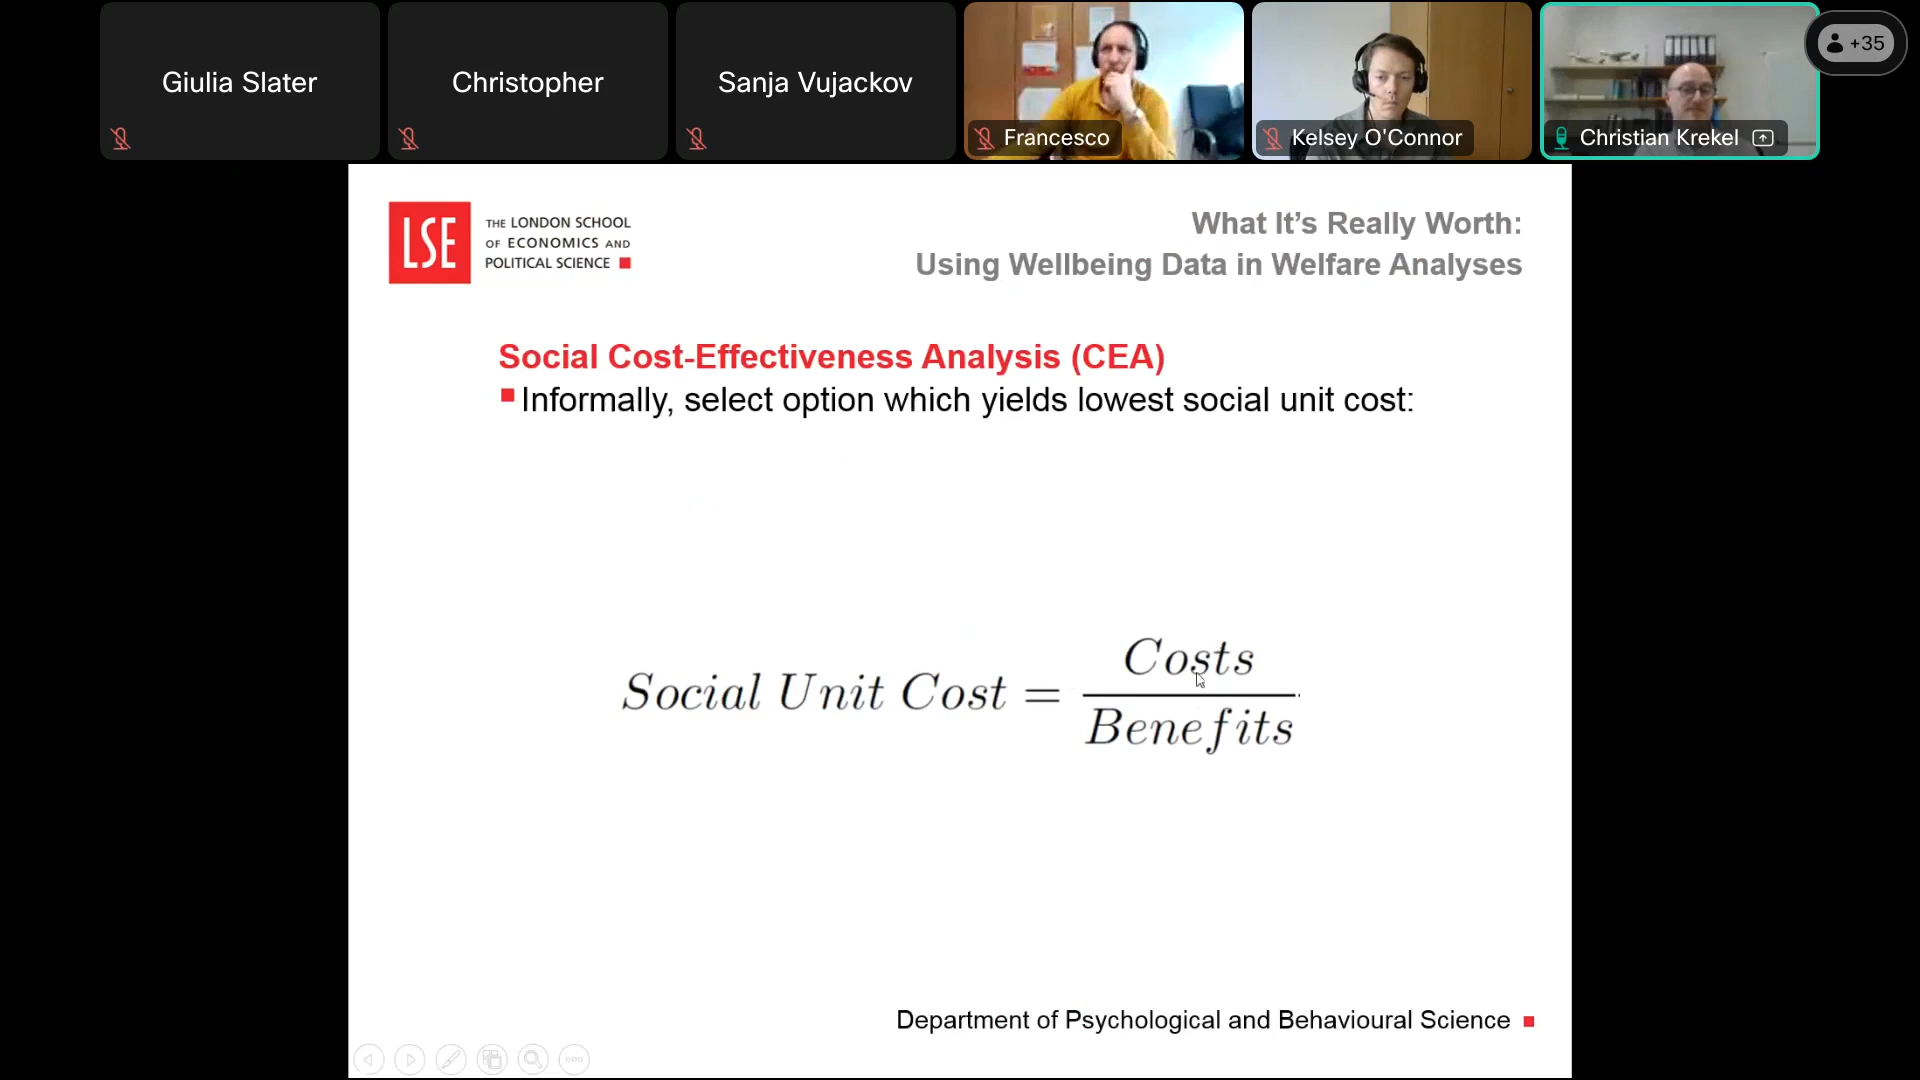 Giulia Slater
Christopher
Sanja Vujackov
Francesco
Kelsey O'Connor
Christian Krekel
+35
LSE
THE LONDON SCHOOL
OF ECONOMICS AND
POLITICAL SCIENCE
What It’s Really Worth:
Using Wellbeing Data in Welfare Analyses
Social Cost-Effectiveness Analysis (CEA)
Informally, select option which yields lowest social unit cost:
Social Unit Cost = Costs / Benefits
Department of Psychological and Behavioural Science